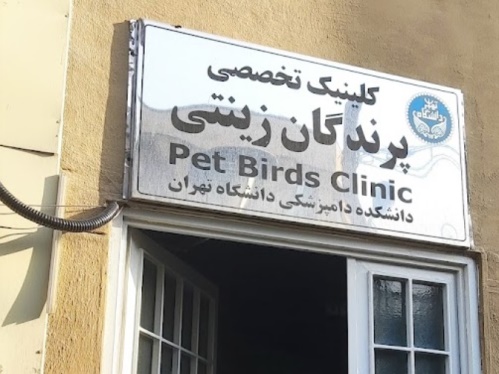 کلینیک تخصصی
پرندگان زینتی
Pet Birds Clinic
دانشکده دامپزشکی دانشگاه تهران